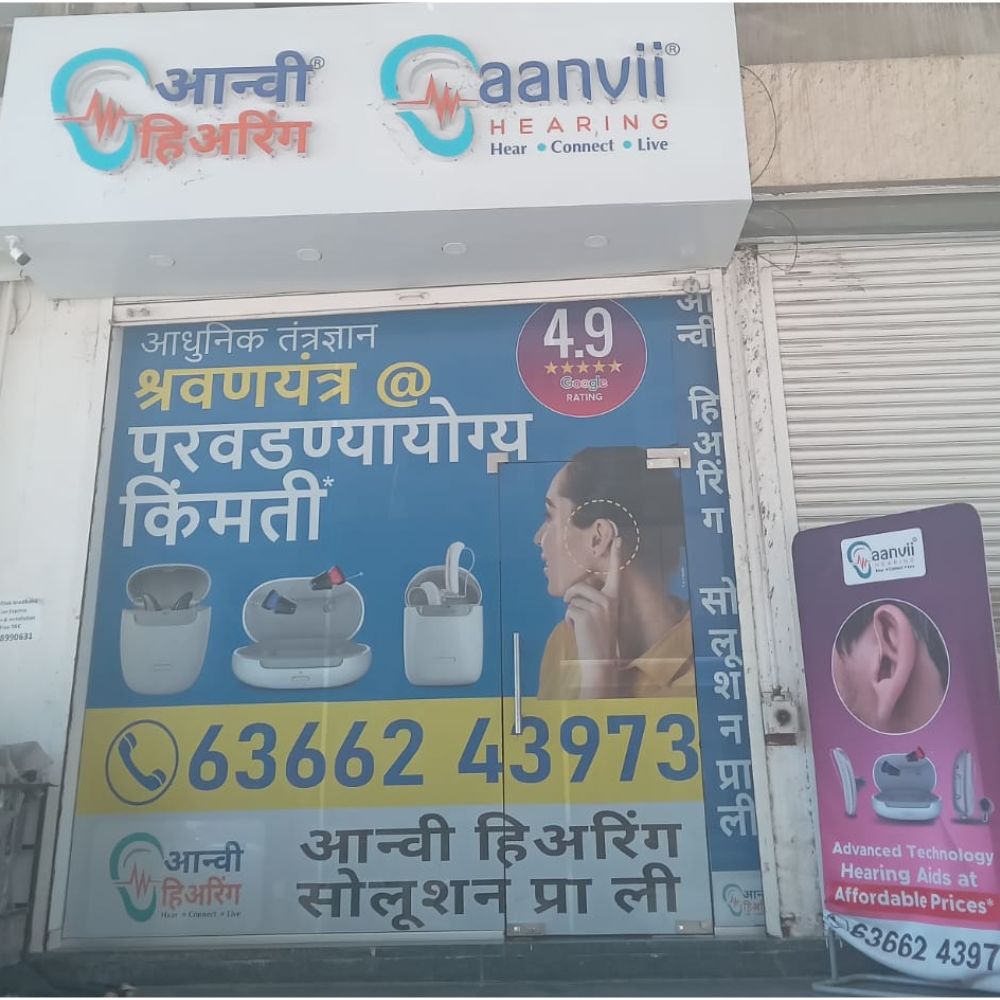 आन्वी®
हिअरिंग
aanvii®
HEARING
Hear • Connect • Live
आधुनिक तंत्रज्ञान
श्रवणयंत्र @
परवडण्यायोग्य
किंमती*
4.9
Google
RATING
आन्वी हिअरिंग सोलूशन प्रा ली
63662 43973
आन्वी
हिअरिंग
Hear • Connect • Live
आन्वी हिअरिंग
सोलूशन प्रा ली
8990631
aanvii
HEARING
Advanced Technology
Hearing Aids at
Affordable Prices*
63662 4397